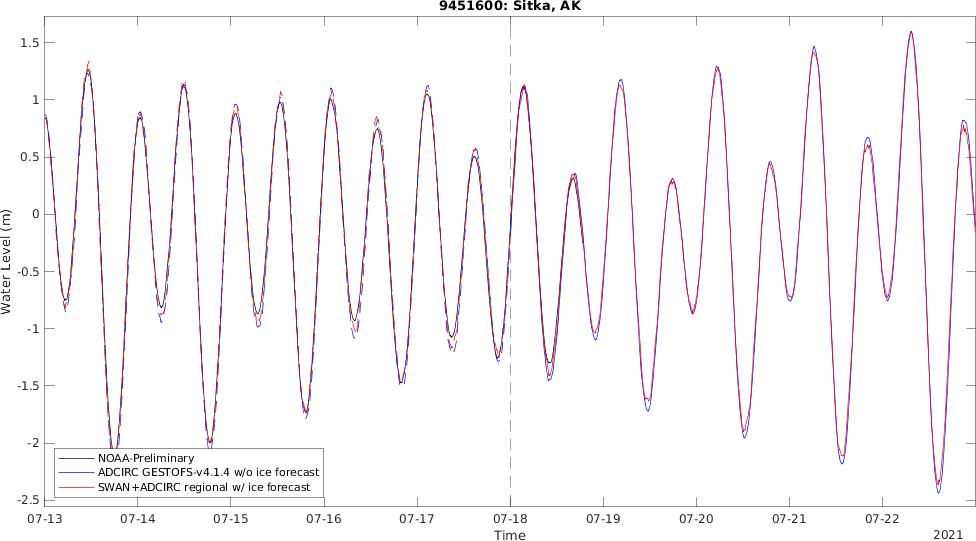 9451600: Sitka, AK
1.5
1
0.5
0
-0.5
-1
-1.5
-2
-2.5
Water Level (m)
NOAA-Preliminary
ADCIRC GESTOFS-v4.1.4 w/o ice forecast
SWAN+ADCIRC regional w/ ice forecast
07-13 07-14 07-15 07-16 07-17 07-18 07-19 07-20 07-21 07-22
Time
2021